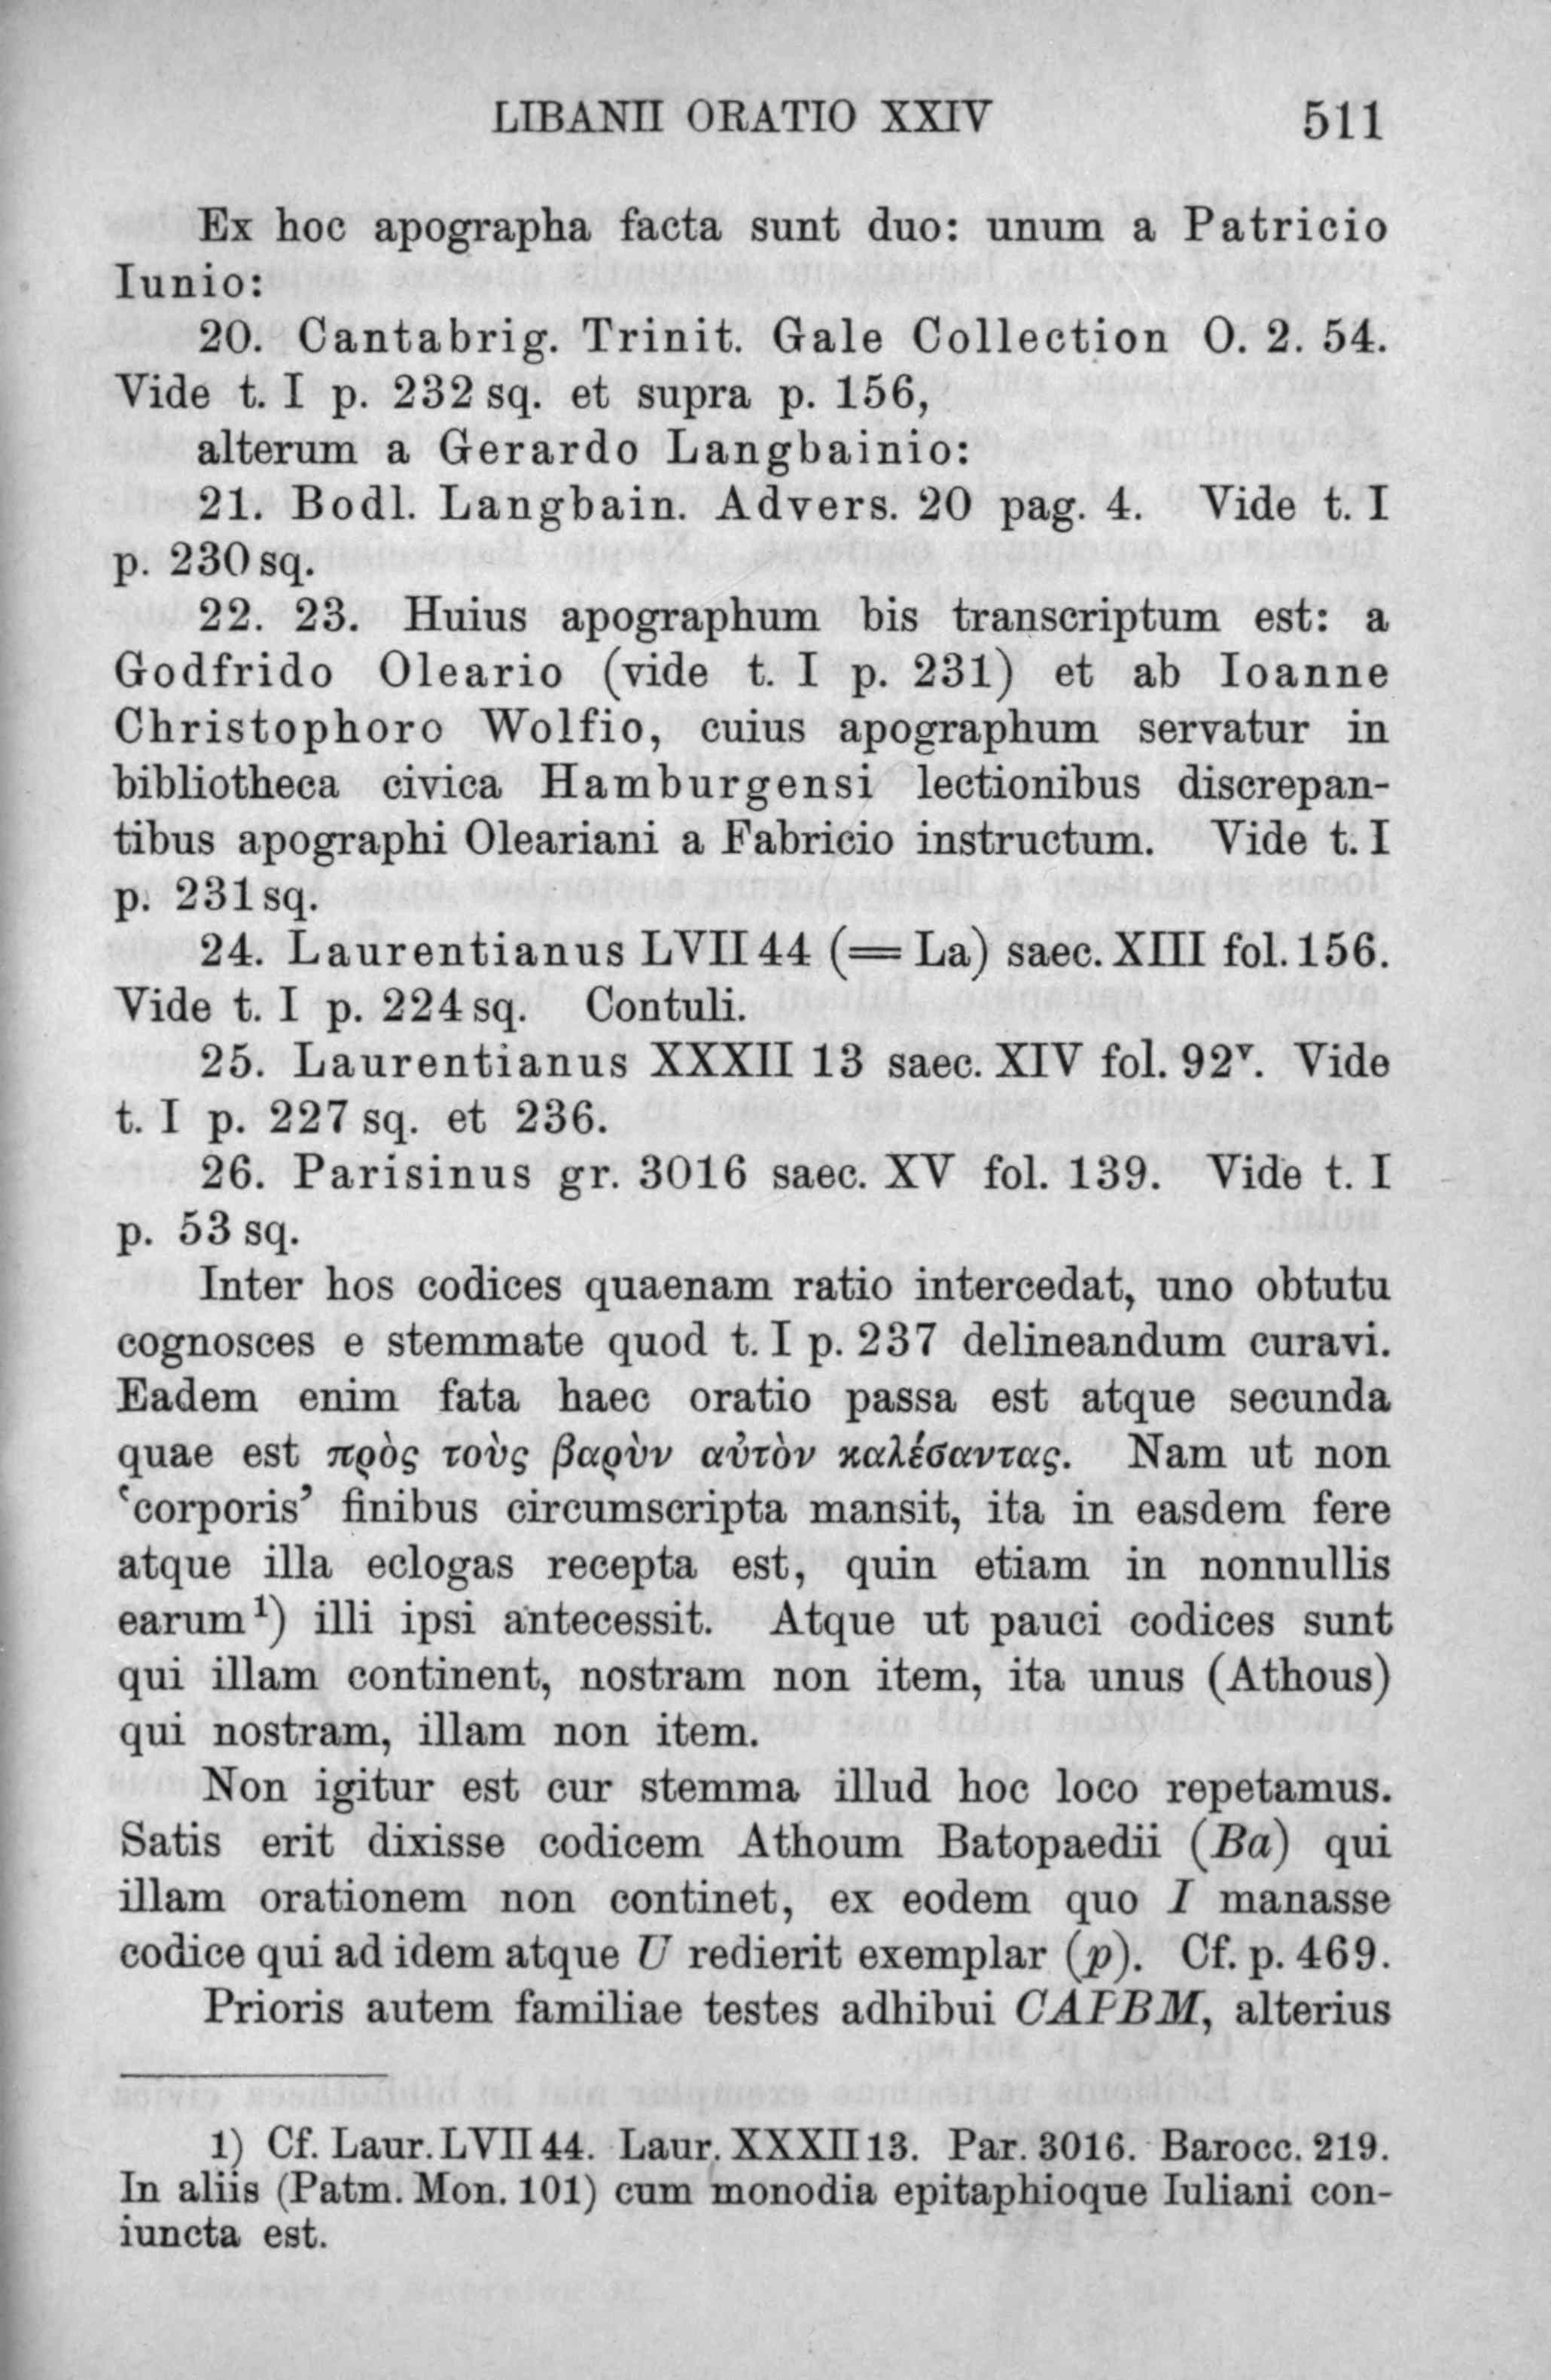 LIBANII ORATIO XXIV 511
Ex hoc apographa facta sunt duo: unum a Patricio
Iunio:
20. Cantabrig. Trinit. Gale Collection O. 2. 54.
Vide t. I p. 232 sq. et supra p. 156,
alterum a Gerardo Langbainio:
21. Bodl. Langbain. Advers. 20 pag. 4. Vide t. I
p. 230 sq.
22. 23. Huius apographum bis transcriptum est: a
Godfrido Oleario (vide t. I p. 231) et ab Ioanne
Christophoro Wolfio, cuius apographum servatur in
bibliotheca civica Hamburgensi lectionibus discrepan-
tibus apographi Oleariani a Fabricio instructum. Vide t. I
p. 231 sq.
24. Laurentianus LVII 44 (= La) saec. XIII fol. 156.
Vide t. I p. 224 sq. Contuli.
25. Laurentianus XXXII 13 saec. XIV fol. 92ᵛ. Vide
t. I p. 227 sq. et 236.
26. Parisinus gr. 3016 saec. XV fol. 139. Vide t. I
p. 53 sq.
Inter hos codices quaenam ratio intercedat, uno obtutu
cognosces e stemmate quod t. I p. 237 delineandum curavi.
Eadem enim fata haec oratio passa est atque secunda
quae est πρὸς τοὺς βαρὺν αὐτὸν καλέσαντας. Nam ut non
‘corporis’ finibus circumscripta mansit, ita in easdem fere
atque illa eclogas recepta est, quin etiam in nonnullis
earum¹) illi ipsi antecessit. Atque ut pauci codices sunt
qui illam continent, nostram non item, ita unus (Athous)
qui nostram, illam non item.
Non igitur est cur stemma illud hoc loco repetamus.
Satis erit dixisse codicem Athoum Batopaedii (Ba) qui
illam orationem non continet, ex eodem quo I manasse
codice qui ad idem atque U redierit exemplar (p). Cf. p. 469.
Prioris autem familiae testes adhibui CAPBM, alterius
1) Cf. Laur. LVII 44. Laur. XXXII 13. Par. 3016. Barocc. 219.
In aliis (Patm. Mon. 101) cum monodia epitaphioque Iuliani con-
iuncta est.